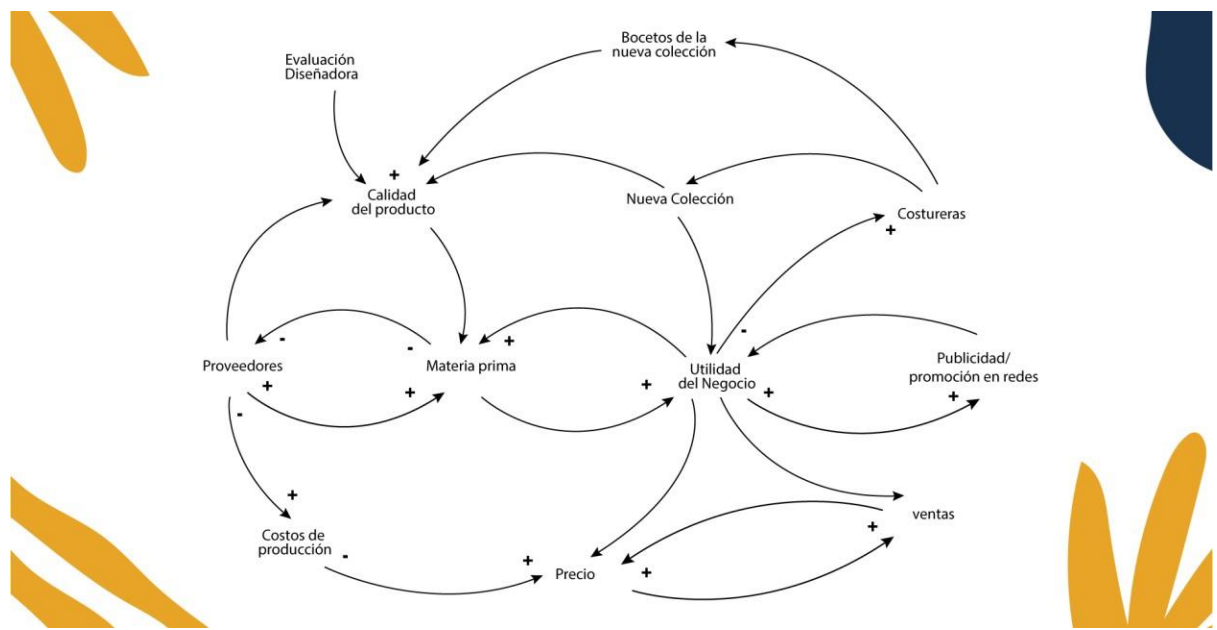 Bocetos de la
nueva colección
Evaluación
Diseñadora
+
Calidad
del producto
Nueva Colección
Costureras
+
-
-
-
+
-
Proveedores
Materia prima
Utilidad
del Negocio
Publicidad/
promoción en redes
+
+
+
+
+
-
+
ventas
+
Costos de
producción
-
+
Precio
+